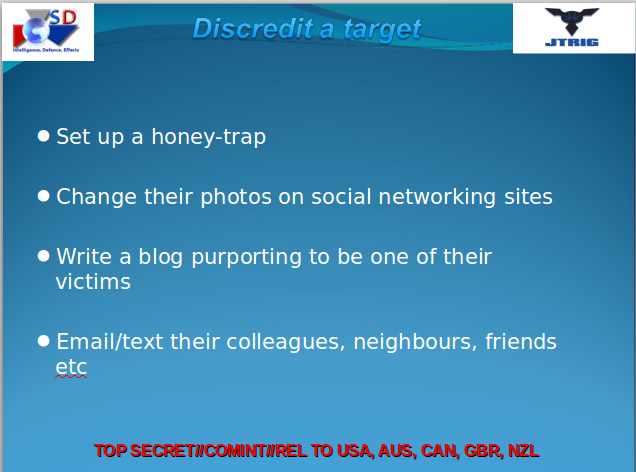 Discredit a target
SD
Intelligence, Defence, Effects
JTRIG
Set up a honey-trap
Change their photos on social networking sites
Write a blog purporting to be one of their
victims
Email/text their colleagues, neighbours, friends
etc
TOP SECRET//COMINT//REL TO USA, AUS, CAN, GBR, NZL